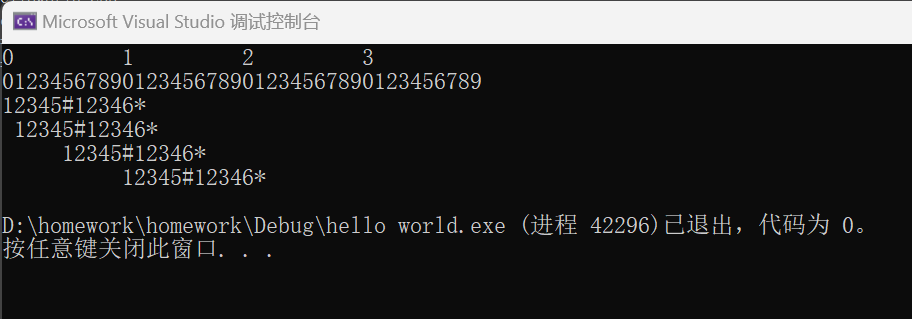 Microsoft Visual Studio 调试控制台
0         1         2         3
0123456789012345678901234567890123456789
12345#12346*
 12345#12346*
     12345#12346*
          12345#12346*
D:\homework\homework\Debug\hello world.exe (进程 42296)已退出，代码为 0。
按任意键关闭此窗口. . .